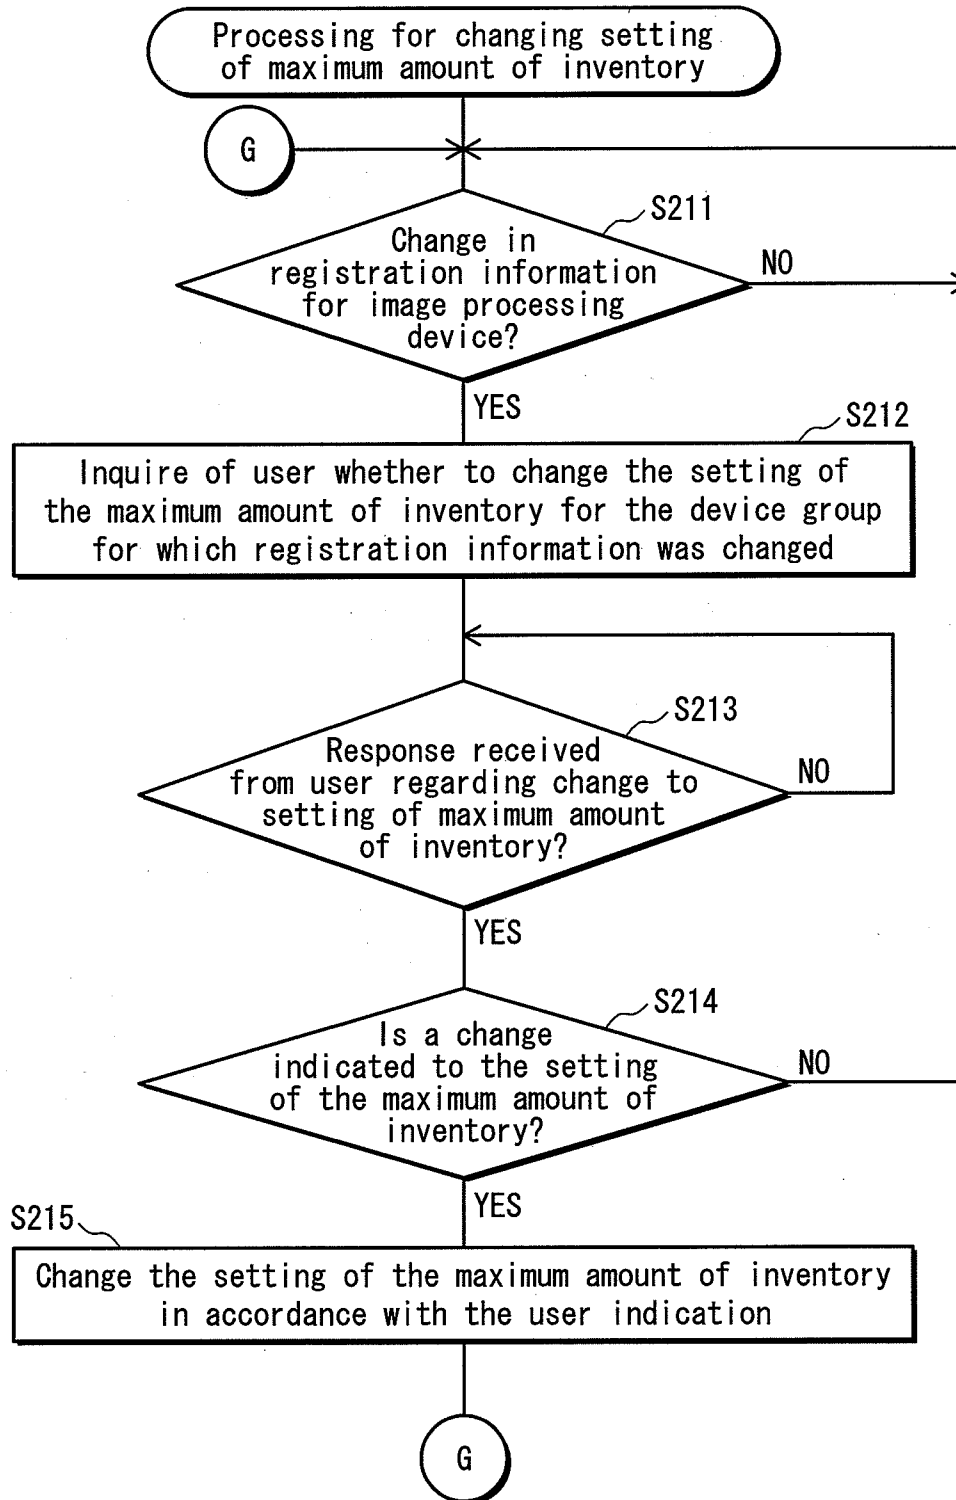 Processing for changing setting
of maximum amount of inventory
G
S211
Change in
registration information
for image processing
device?
NO
YES
S212
Inquire of user whether to change the setting of
the maximum amount of inventory for the device group
for which registration information was changed
S213
Response received
from user regarding change to
setting of maximum amount
of inventory?
NO
YES
S214
Is a change
indicated to the setting
of the maximum amount of
inventory?
NO
YES
S215
Change the setting of the maximum amount of inventory
in accordance with the user indication
G